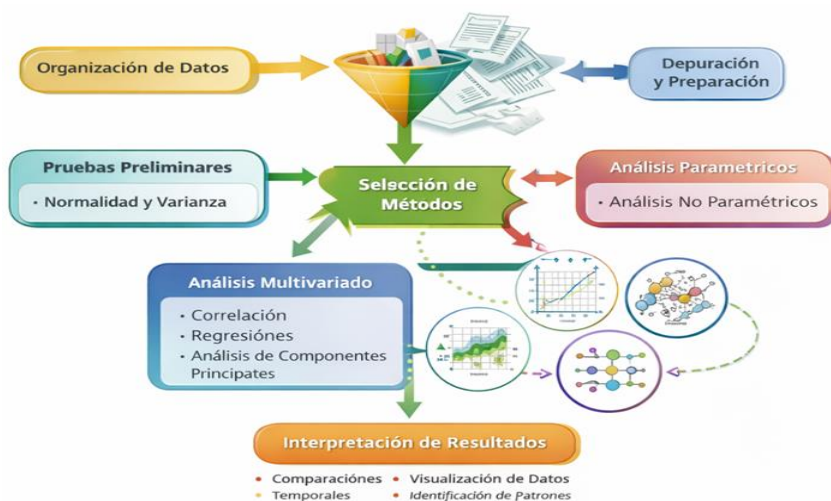 Organización de Datos
Depuración
y Preparación
Pruebas Preliminares
• Normalidad y Varianza
Selección de
Métodos
Análisis Parametricos
• Análisis No Paramétricos
Análisis Multivariado
• Correlación
• Regresiónes
• Análisis de Componentes
Principates
Interpretación de Resultados
• Comparaciónes
• Visualización de Datos
• Temporales
• Identificación de Patrones